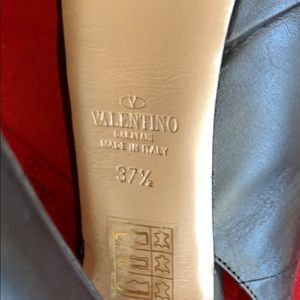 V
VALENTINO
GARAVANI
MADE IN ITALY
37½